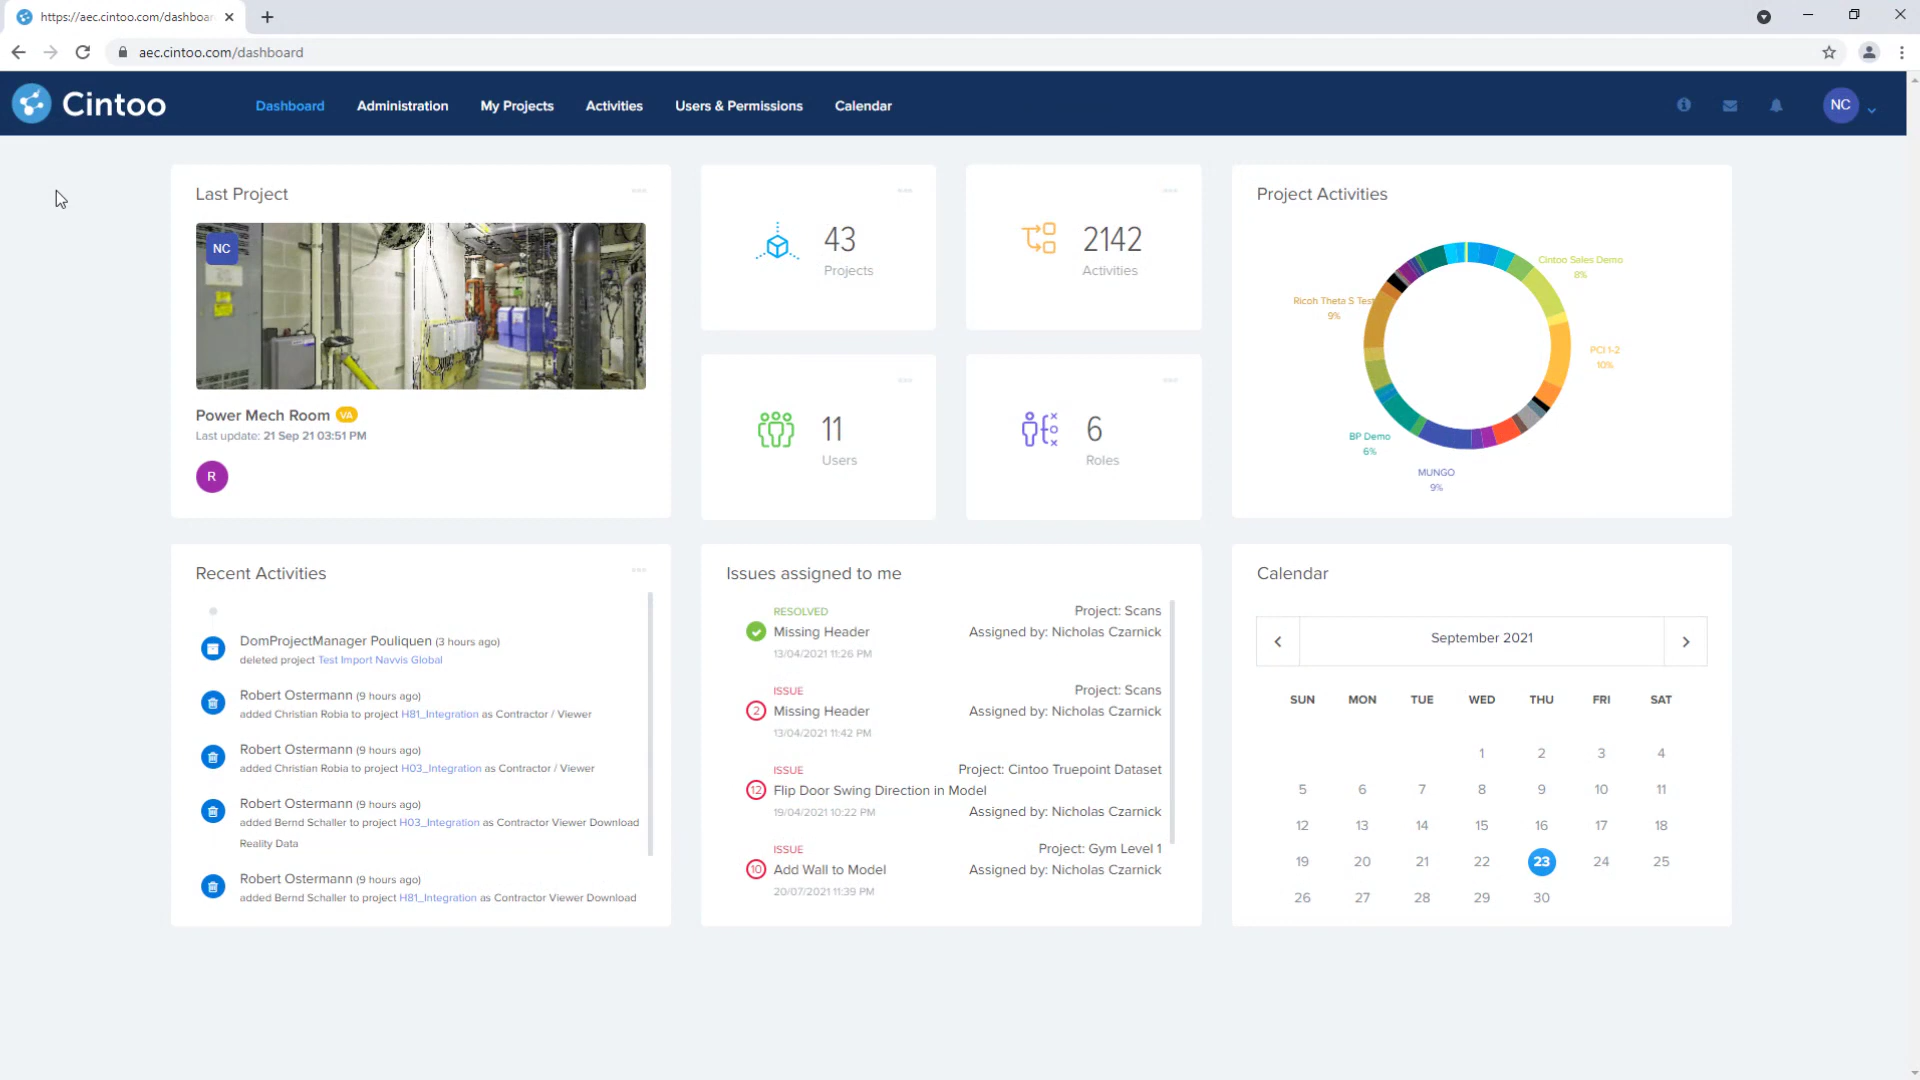 https://aec.cintoo.com/dashboar
aec.cintoo.com/dashboard
Cintoo
Dashboard
Administration
My Projects
Activities
Users & Permissions
Calendar
NC
Last Project
NC
Power Mech Room VA
Last update: 21 Sep 21 03:51 PM
R
43
Projects
2142
Activities
11
Users
6
Roles
Project Activities
Cintoo Sales Demo
8%
Ricoh Theta S Test
9%
PCI 1-2
10%
BP Demo
6%
MUNGO
9%
Recent Activities
DomProjectManager Pouliquen (3 hours ago)
deleted project Test Import Navvis Global
Robert Ostermann (9 hours ago)
added Christian Robia to project H81_Integration as Contractor / Viewer
Robert Ostermann (9 hours ago)
added Christian Robia to project H03_Integration as Contractor / Viewer
Robert Ostermann (9 hours ago)
added Bernd Schaller to project H03_Integration as Contractor Viewer Download
Reality Data
Robert Ostermann (9 hours ago)
added Bernd Schaller to project H81_Integration as Contractor Viewer Download
Issues assigned to me
RESOLVED Project: Scans
Missing Header Assigned by: Nicholas Czarnick
13/04/2021 11:26 PM
ISSUE Project: Scans
2 Missing Header Assigned by: Nicholas Czarnick
13/04/2021 11:42 PM
ISSUE Project: Cintoo Truepoint Dataset
12 Flip Door Swing Direction in Model
19/04/2021 10:22 PM Assigned by: Nicholas Czarnick
ISSUE Project: Gym Level 1
10 Add Wall to Model Assigned by: Nicholas Czarnick
20/07/2021 11:39 PM
Calendar
September 2021
SUN MON TUE WED THU FRI SAT
1 2 3 4
5 6 7 8 9 10 11
12 13 14 15 16 17 18
19 20 21 22 23 24 25
26 27 28 29 30